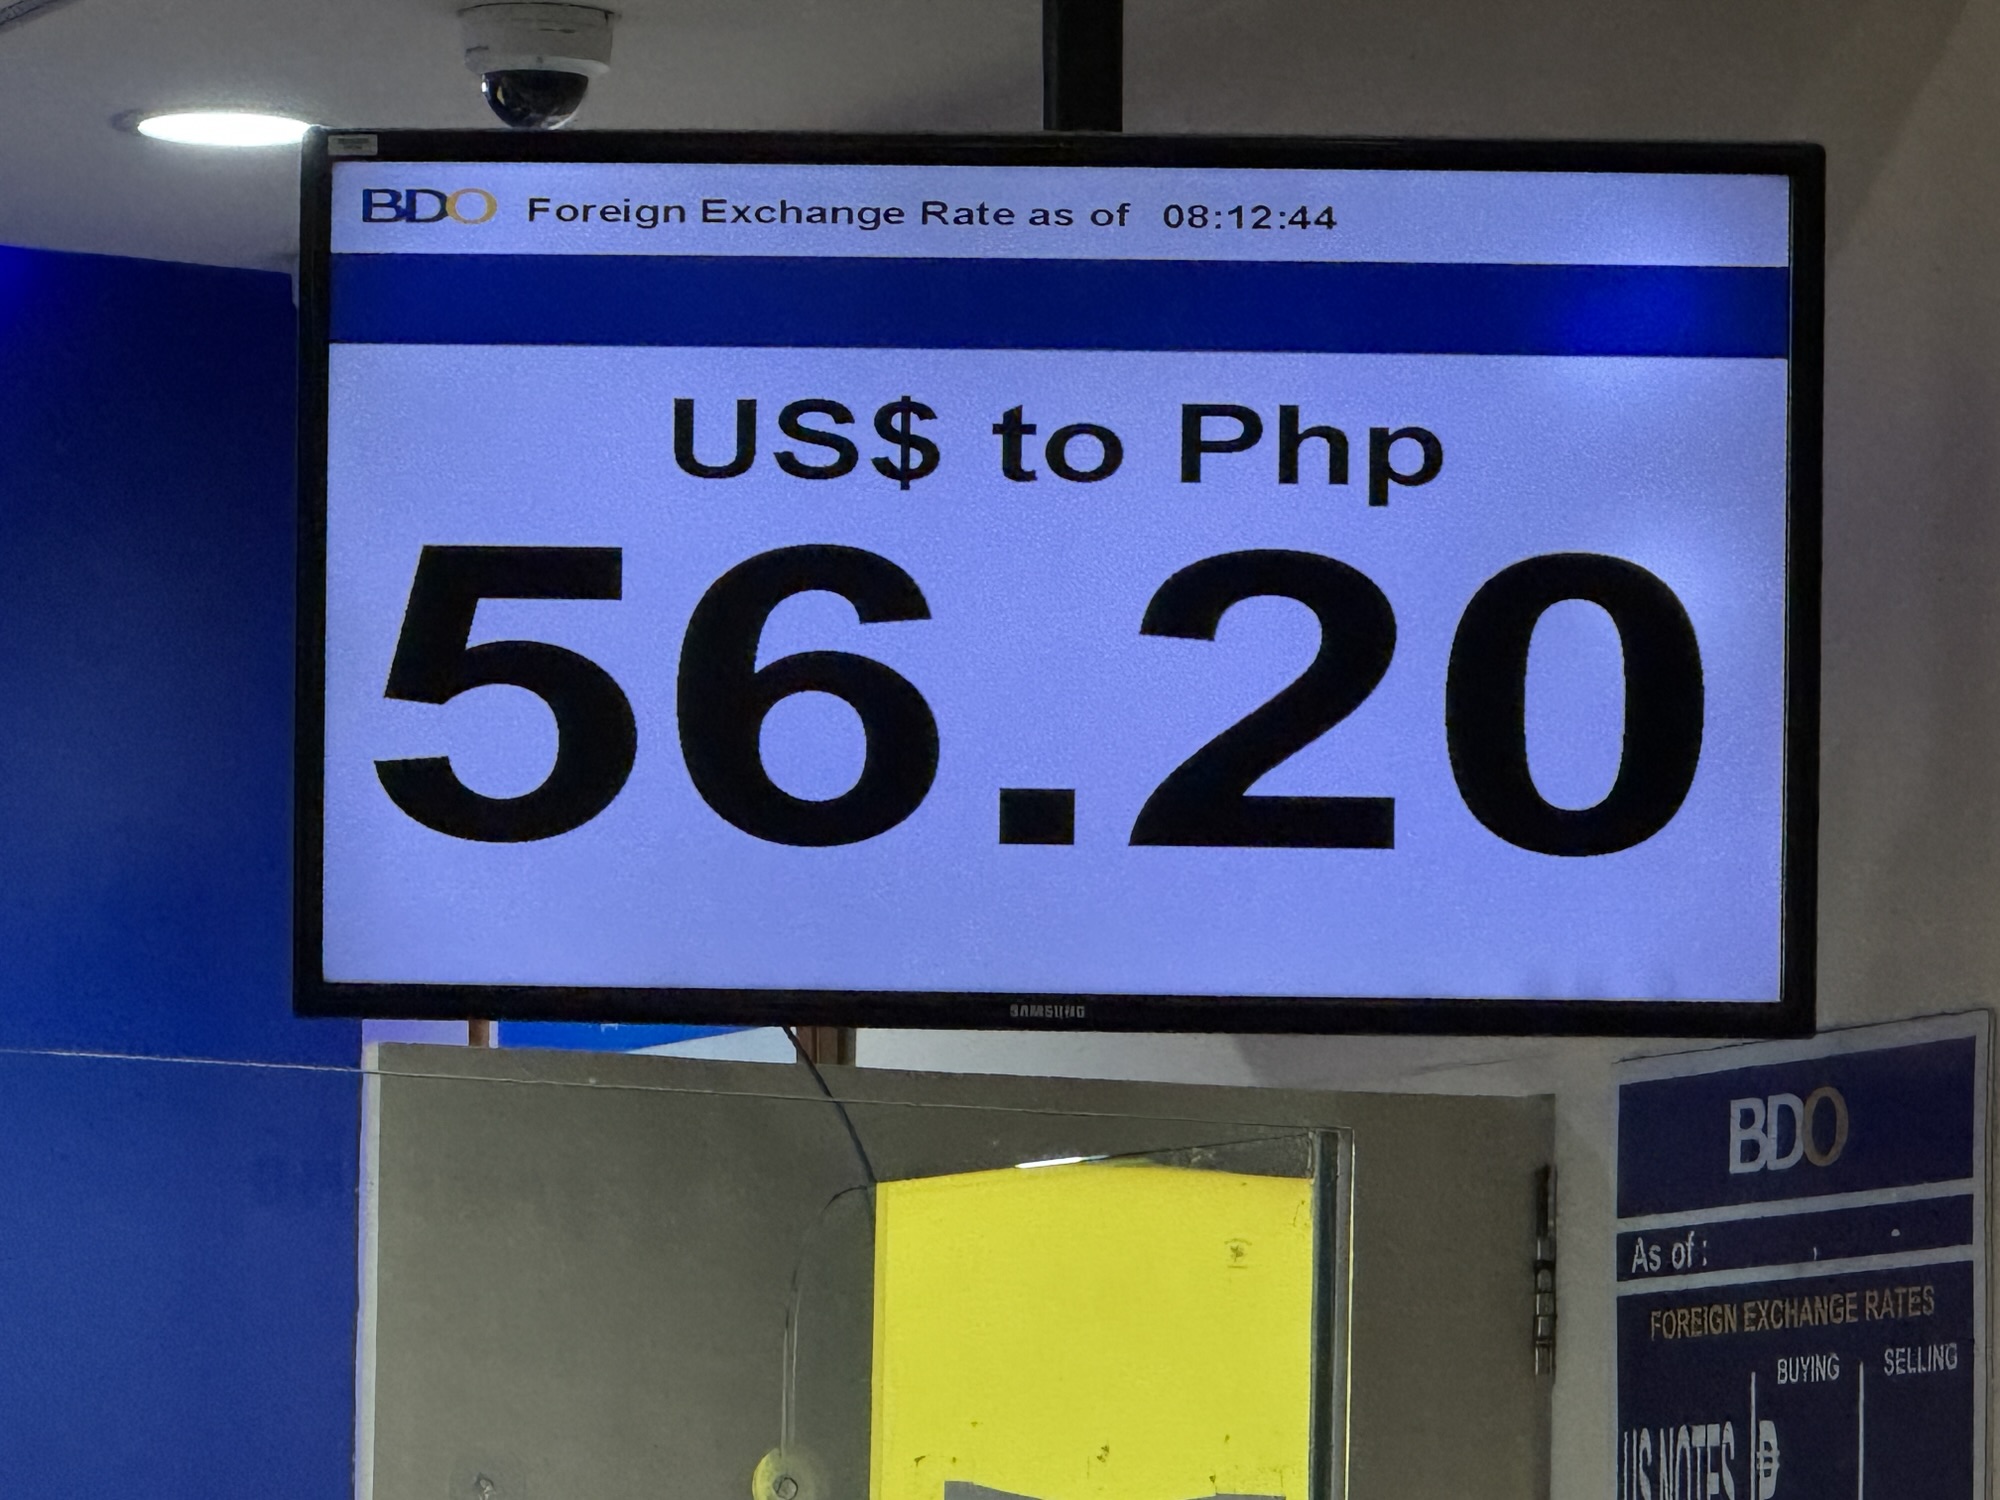 BDO Foreign Exchange Rate as of 08:12:44
US$ to Php
56.20
SAMSUNG
BDO
As of :
FOREIGN EXCHANGE RATES
BUYING SELLING
US NOTES ₱